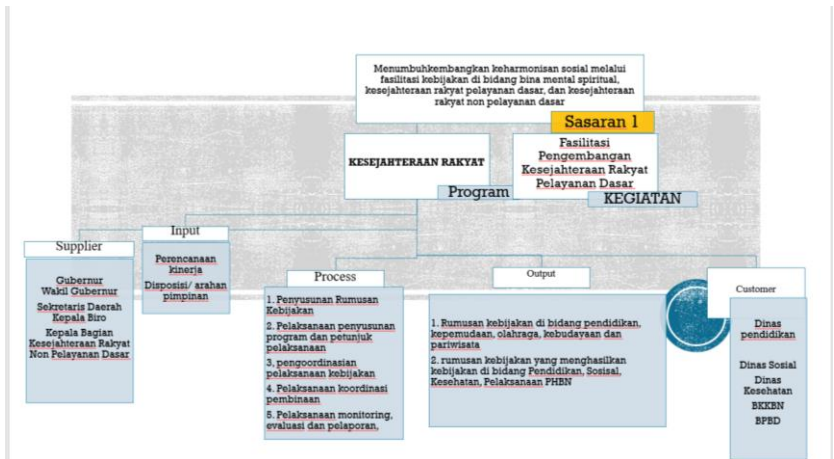 Menumbuhkembangkan keharmonisan sosial melalui
fasilitasi kebijakan di bidang bina mental spiritual,
kesejahteraan rakyat pelayanan dasar, dan kesejahteraan
rakyat non pelayanan dasar
Sasaran 1
KESEJAHTERAAN RAKYAT
Program
Fasilitasi
Pengembangan
Kesejahteraan Rakyat
Pelayanan Dasar
KEGIATAN
Supplier
Gubernur
Wakil Gubernur
Sekretaris Daerah
Kepala Biro
Kepala Bagian
Kesejahteraan Rakyat
Non Pelayanan Dasar
Input
Perencanaan
kinerja
Disposisi/ arahan
pimpinan
Process
1. Penyusunan Rumusan
Kebijakan
2. Pelaksanaan penyusunan
program dan petunjuk
pelaksanaan
3, pengoordinasian
pelaksanaan kebijakan
4. Pelaksanaan koordinasi
pembinaan
5. Pelaksanaan monitoring,
evaluasi dan pelaporan,
Output
1. Rumusan kebijakan di bidang pendidikan,
kepemudaan, olahraga, kebudayaan dan
pariwisata
2. rumusan kebijakan yang menghasilkan
kebijakan di bidang Pendidikan, Sosisal,
Kesehatan, Pelaksanaan PHBN
Customer
Dinas
pendidikan
Dinas Sosial
Dinas
Kesehatan
BKKBN
BPBD